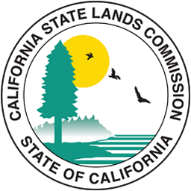 CALIFORNIA STATE LANDS COMMISSION
STATE OF CALIFORNIA